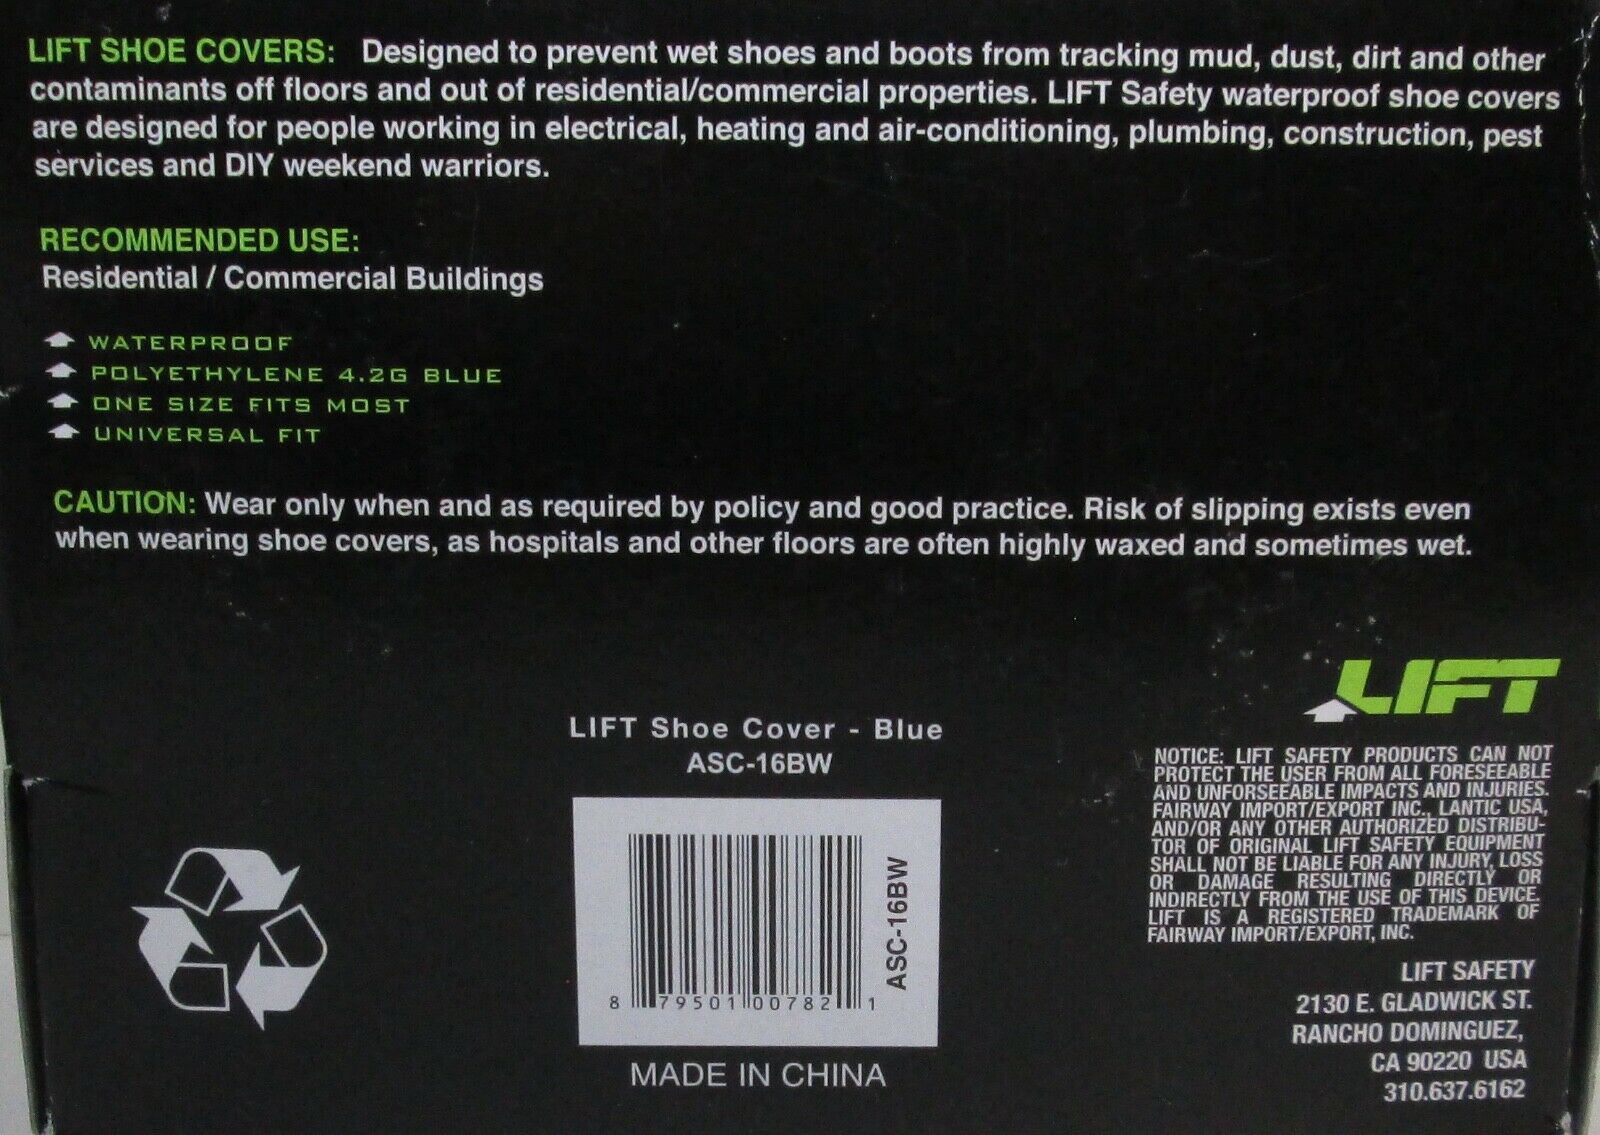 LIFT SHOE COVERS: Designed to prevent wet shoes and boots from tracking mud, dust, dirt and other
contaminants off floors and out of residential/commercial properties. LIFT Safety waterproof shoe covers
are designed for people working in electrical, heating and air-conditioning, plumbing, construction, pest
services and DIY weekend warriors.
RECOMMENDED USE:
Residential / Commercial Buildings
WATERPROOF
POLYETHYLENE 4.2G BLUE
ONE SIZE FITS MOST
UNIVERSAL FIT
CAUTION: Wear only when and as required by policy and good practice. Risk of slipping exists even
when wearing shoe covers, as hospitals and other floors are often highly waxed and sometimes wet.
LIFT Shoe Cover - Blue
ASC-16BW
ASC-16BW
8 79501 00782 1
MADE IN CHINA
LIFT
NOTICE: LIFT SAFETY PRODUCTS CAN NOT
PROTECT THE USER FROM ALL FORESEEABLE
AND UNFORSEEABLE IMPACTS AND INJURIES.
FAIRWAY IMPORT/EXPORT INC., LANTIC USA,
AND/OR ANY OTHER AUTHORIZED DISTRIBU-
TOR OF ORIGINAL LIFT SAFETY EQUIPMENT
SHALL NOT BE LIABLE FOR ANY INJURY, LOSS
OR DAMAGE RESULTING DIRECTLY OR
INDIRECTLY FROM THE USE OF THIS DEVICE.
LIFT IS A REGISTERED TRADEMARK OF
FAIRWAY IMPORT/EXPORT, INC.
LIFT SAFETY
2130 E. GLADWICK ST.
RANCHO DOMINGUEZ,
CA 90220 USA
310.637.6162